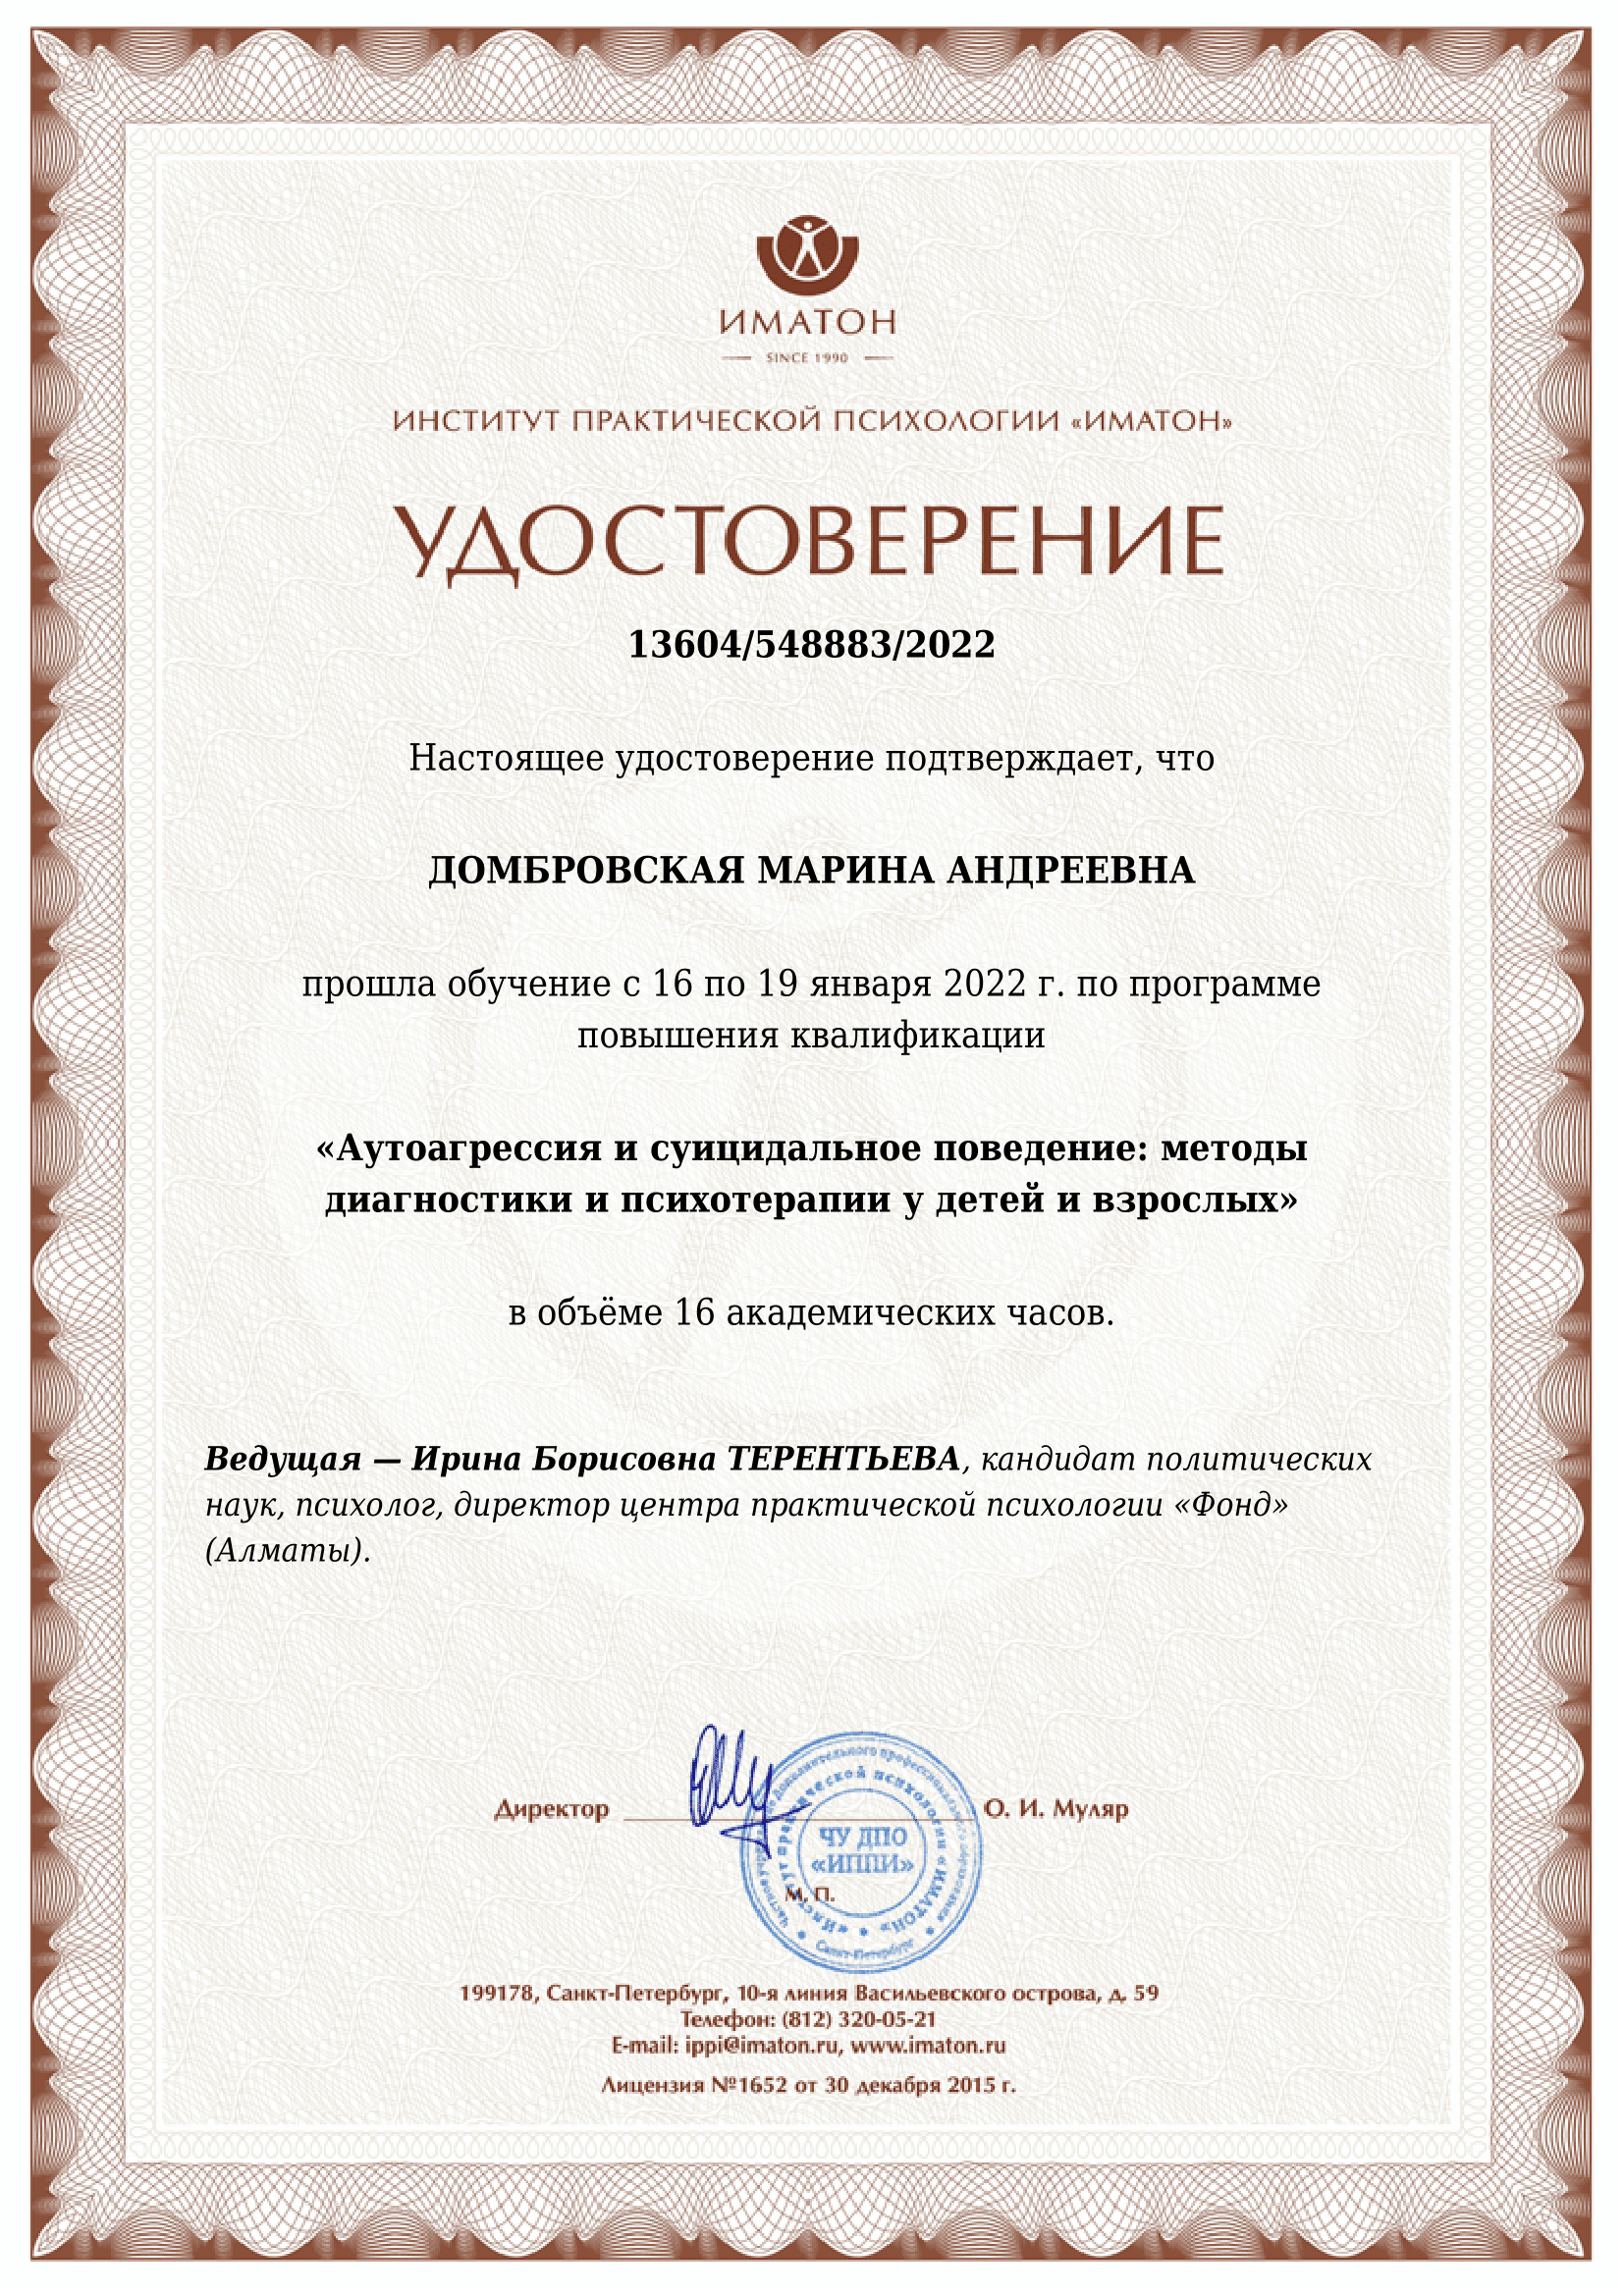 ИМАТОН
SINCE 1990
ИНСТИТУТ ПРАКТИЧЕСКОЙ ПСИХОЛОГИИ «ИМАТОН»
УДОСТОВЕРЕНИЕ
13604/548883/2022
Настоящее удостоверение подтверждает, что
ДОМБРОВСКАЯ МАРИНА АНДРЕЕВНА
прошла обучение с 16 по 19 января 2022 г. по программе
повышения квалификации
«Аутоагрессия и суицидальное поведение: методы
диагностики и психотерапии у детей и взрослых»
в объёме 16 академических часов.
Ведущая — Ирина Борисовна ТЕРЕНТЬЕВА, кандидат политических
наук, психолог, директор центра практической психологии «Фонд»
(Алматы).
Директор О. И. Муляр
дополнительного профессионального образования
Санкт-Петербург
«Институт практической психологии «ИМАТОН»
ЧУ ДПО
«ИППИ»
М. П.
199178, Санкт-Петербург, 10-я линия Васильевского острова, д. 59
Телефон: (812) 320-05-21
E-mail: ippi@imaton.ru, www.imaton.ru
Лицензия №1652 от 30 декабря 2015 г.